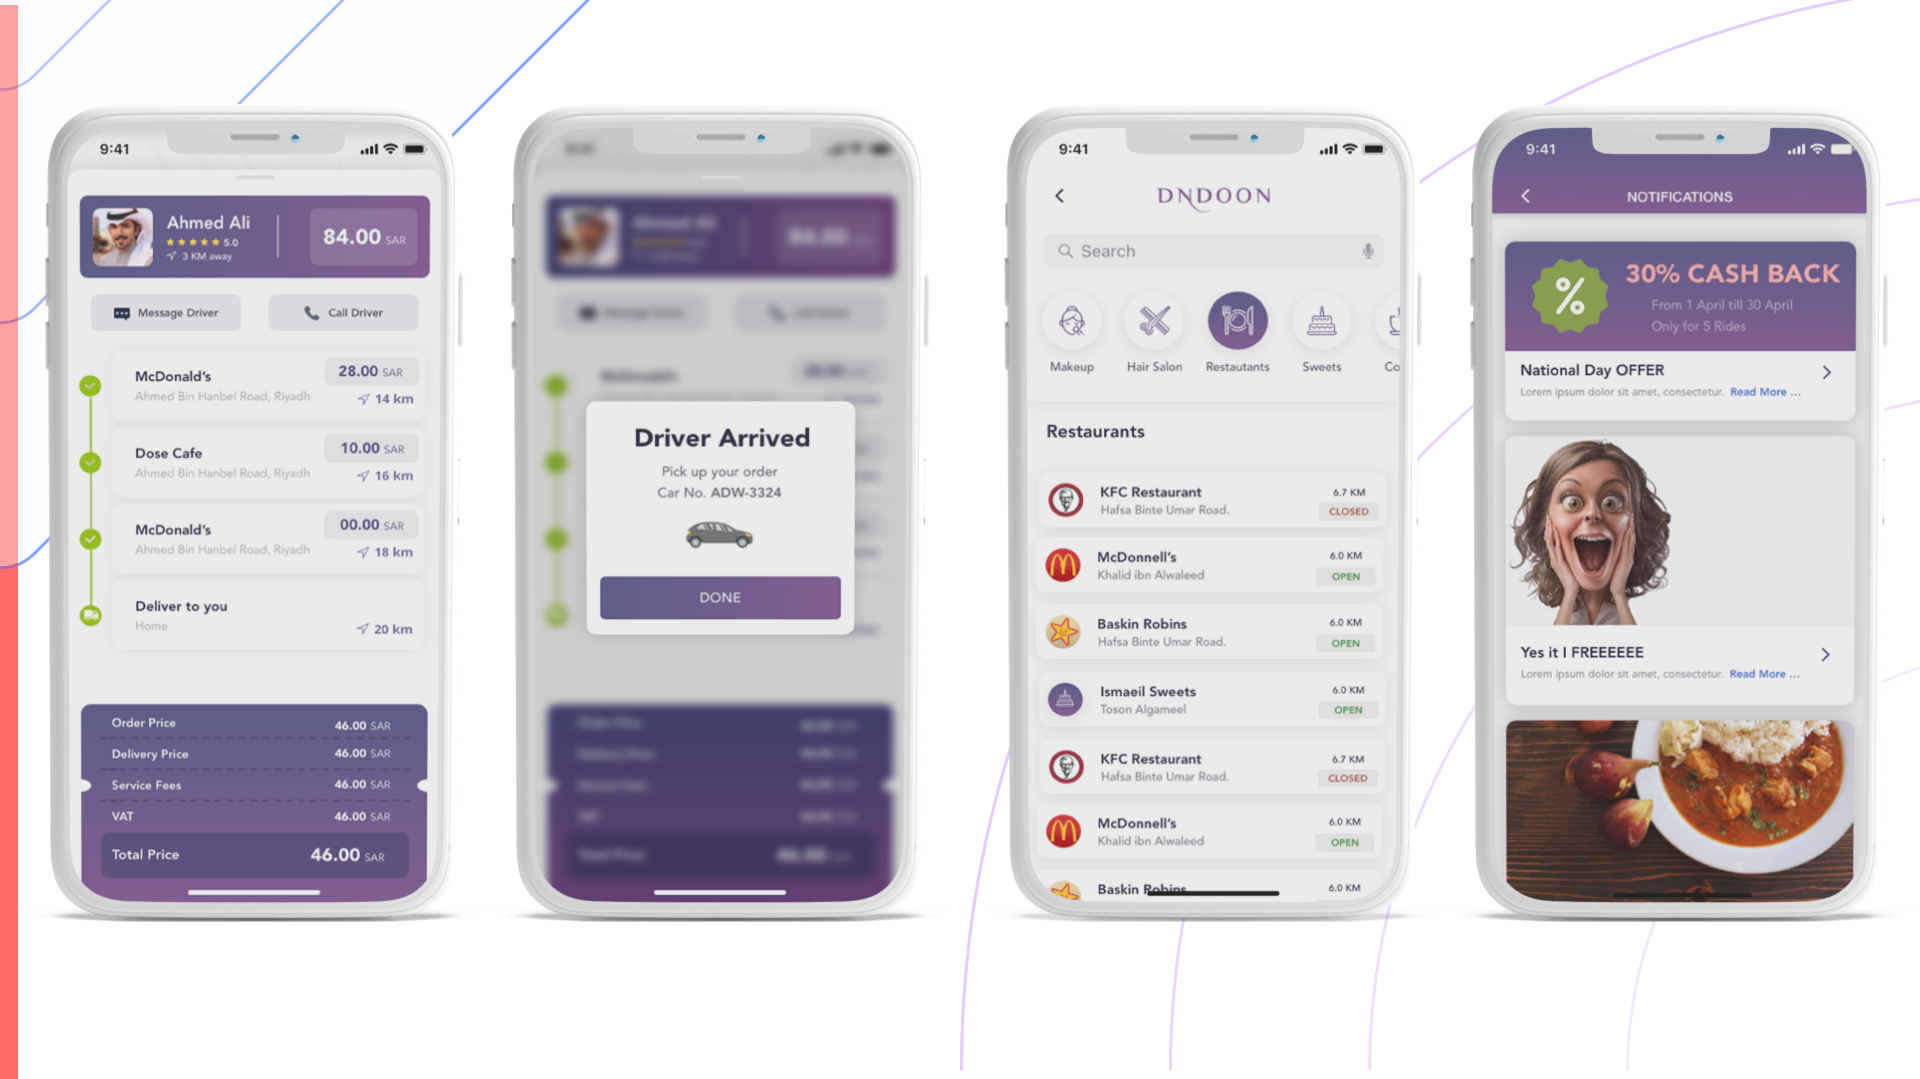 9:41
Ahmed Ali
5.0
3 KM away
84.00 SAR
Message Driver
Call Driver
McDonald's
28.00 SAR
Ahmed Bin Hanbel Road, Riyadh
14 km
Dose Cafe
10.00 SAR
Ahmed Bin Hanbel Road, Riyadh
16 km
McDonald's
00.00 SAR
Ahmed Bin Hanbel Road, Riyadh
18 km
Deliver to you
Home
20 km
Order Price
46.00 SAR
Delivery Price
46.00 SAR
Service Fees
46.00 SAR
VAT
46.00 SAR
Total Price
46.00 SAR
Driver Arrived
Pick up your order
Car No. ADW-3324
DONE
9:41
DNDOON
Search
Makeup
Hair Salon
Restautants
Sweets
Co
Restaurants
KFC Restaurant
6.7 KM
Hafsa Binte Umar Road.
CLOSED
McDonnell's
6.0 KM
Khalid ibn Alwaleed
OPEN
Baskin Robins
6.0 KM
Hafsa Binte Umar Road.
OPEN
Ismaeil Sweets
6.0 KM
Toson Algameel
OPEN
KFC Restaurant
6.7 KM
Hafsa Binte Umar Road.
CLOSED
McDonnell's
6.0 KM
Khalid ibn Alwaleed
OPEN
Baskin Robins
6.0 KM
9:41
NOTIFICATIONS
%
30% CASH BACK
From 1 April till 30 April
Only for 5 Rides
National Day OFFER
Lorem ipsum dolor sit amet, consectetur. Read More ...
Yes it I FREEEEEE
Lorem ipsum dolor sit amet, consectetur. Read More ...